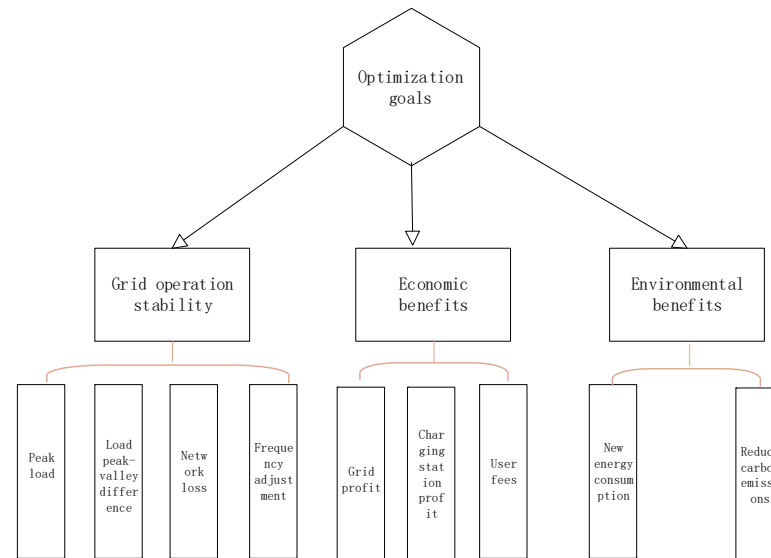 Optimization
goals
Grid operation
stability
Economic
benefits
Environmental
benefits
Peak
load
Load
peak-
valley
differ
ence
Netw
ork
loss
Freque
ncy
adjust
ment
Grid
profit
Char
ging
stat
ion
prof
it
User
fees
New
energy
consum
ption
Reduc
carbo
emiss
ons